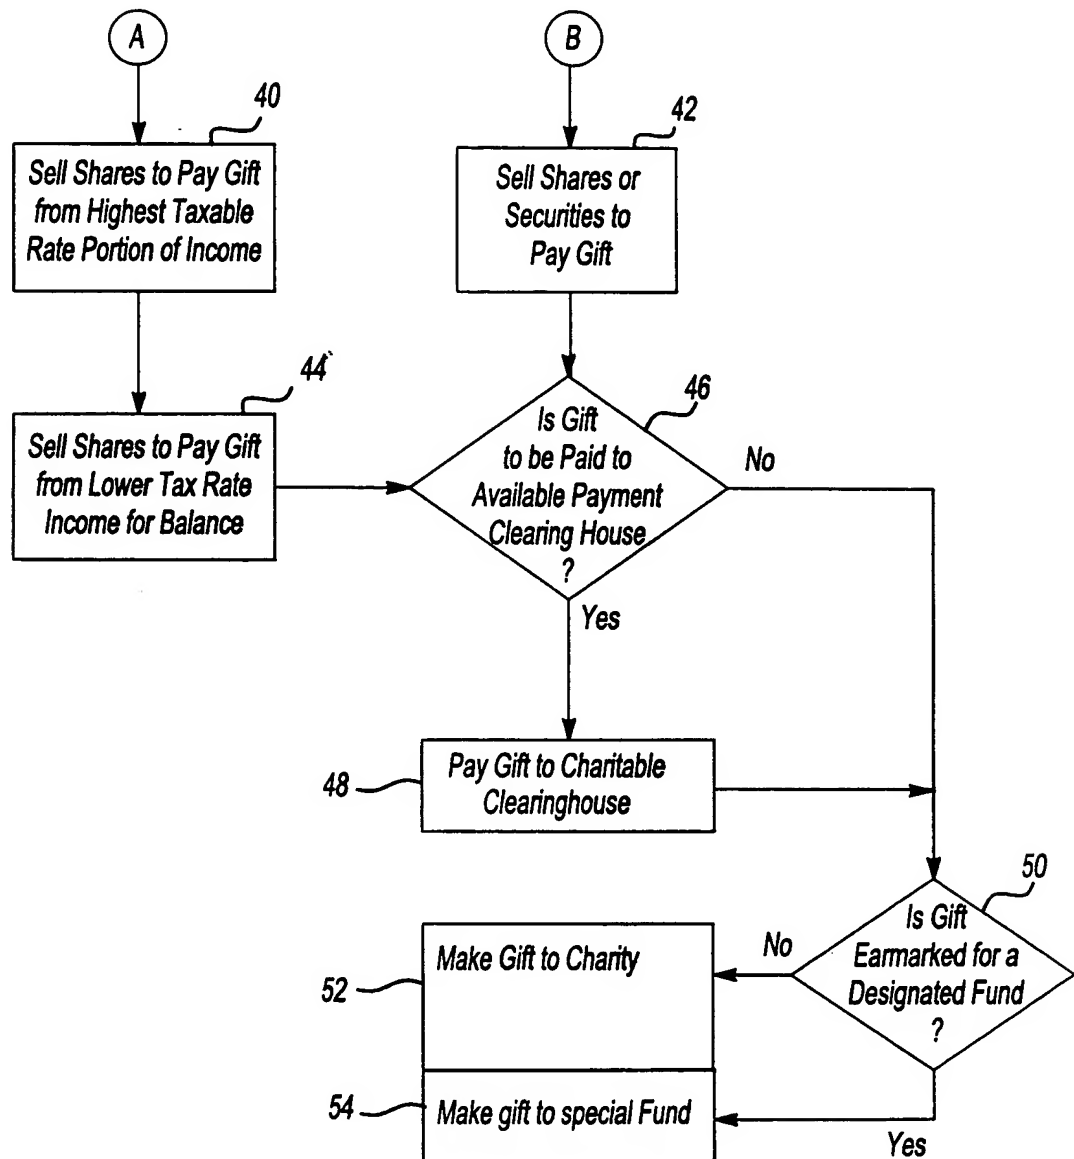 A
B
40
42
Sell Shares to Pay Gift
from Highest Taxable
Rate Portion of Income
Sell Shares or
Securities to
Pay Gift
44
46
Sell Shares to Pay Gift
from Lower Tax Rate
Income for Balance
Is Gift
to be Paid to
Available Payment
Clearing House
?
No
Yes
48
Pay Gift to Charitable
Clearinghouse
50
Is Gift
Earmarked for a
Designated Fund
?
No
Yes
52
Make Gift to Charity
54
Make gift to special Fund